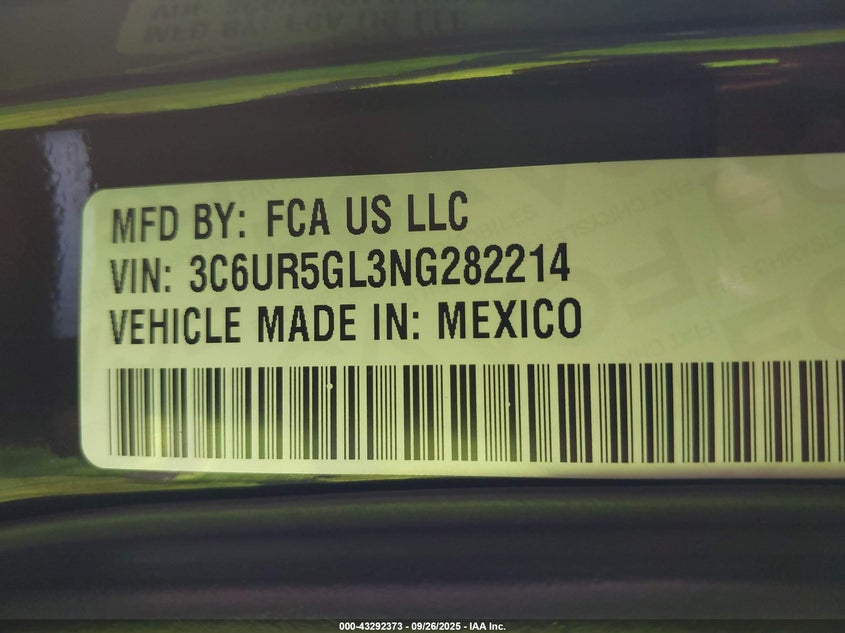 MFD BY: FCA US LLC
VIN: 3C6UR5GL3NG282214
VEHICLE MADE IN: MEXICO
000-43292373 - 09/26/2025 - IAA Inc.